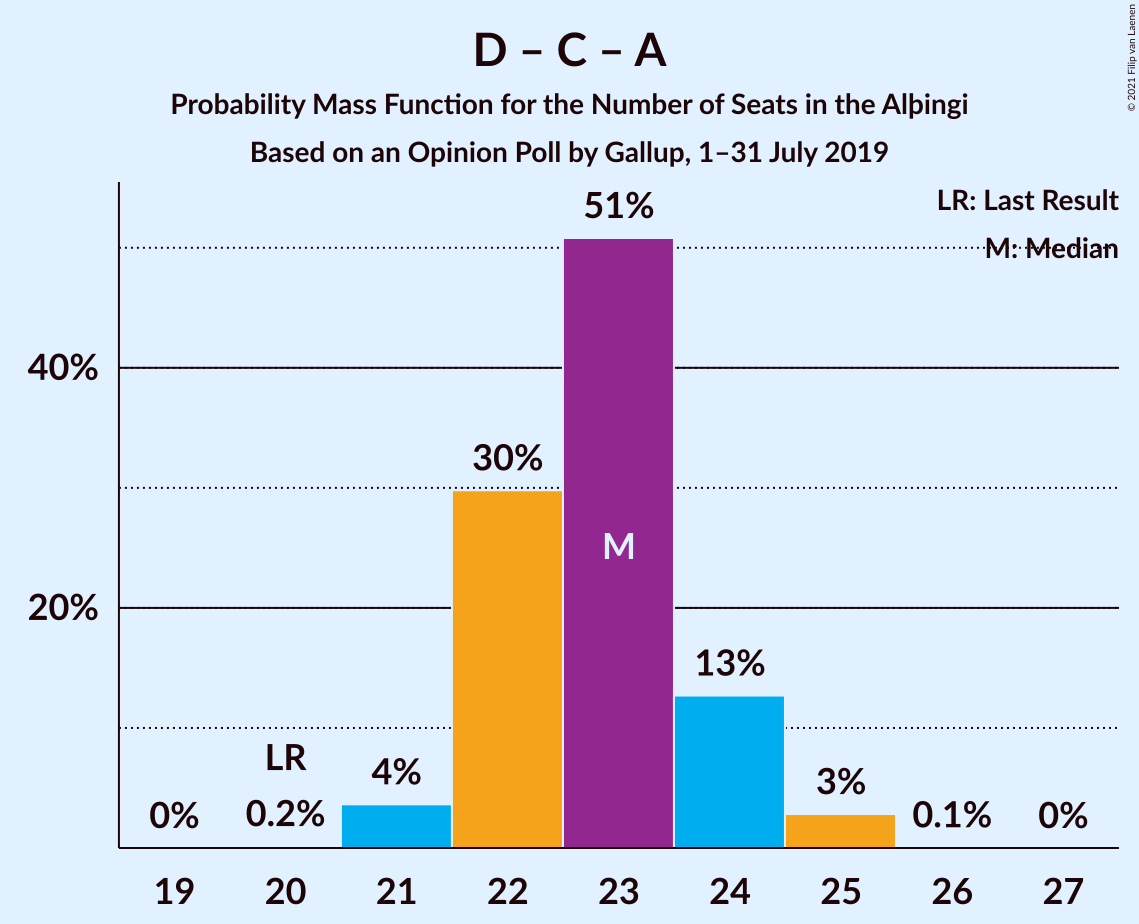 D – C – A
Probability Mass Function for the Number of Seats in the Alþingi
Based on an Opinion Poll by Gallup, 1–31 July 2019
© 2021 Filip van Laenen
LR: Last Result
M: Median
51%
40%
30%
M
20%
13%
LR
4%
3%
0%
0.2%
0.1%
0%
19 20 21 22 23 24 25 26 27